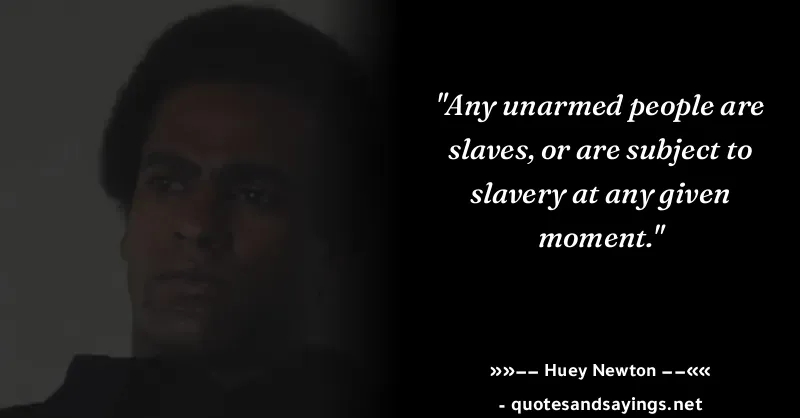 "Any unarmed people are
slaves, or are subject to
slavery at any given
moment."
»»–– Huey Newton ––««
- quotesandsayings.net